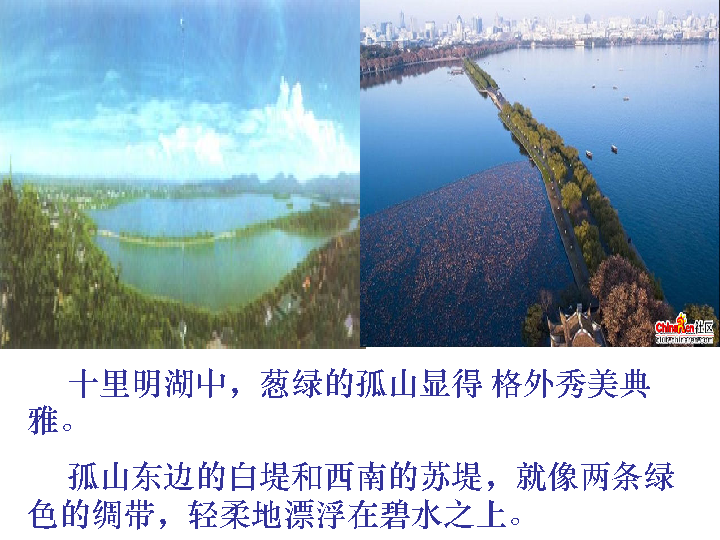 ChinaRen社区
十里明湖中，葱绿的孤山显得 格外秀美典
雅。
孤山东边的白堤和西南的苏堤，就像两条绿
色的绸带，轻柔地漂浮在碧水之上。